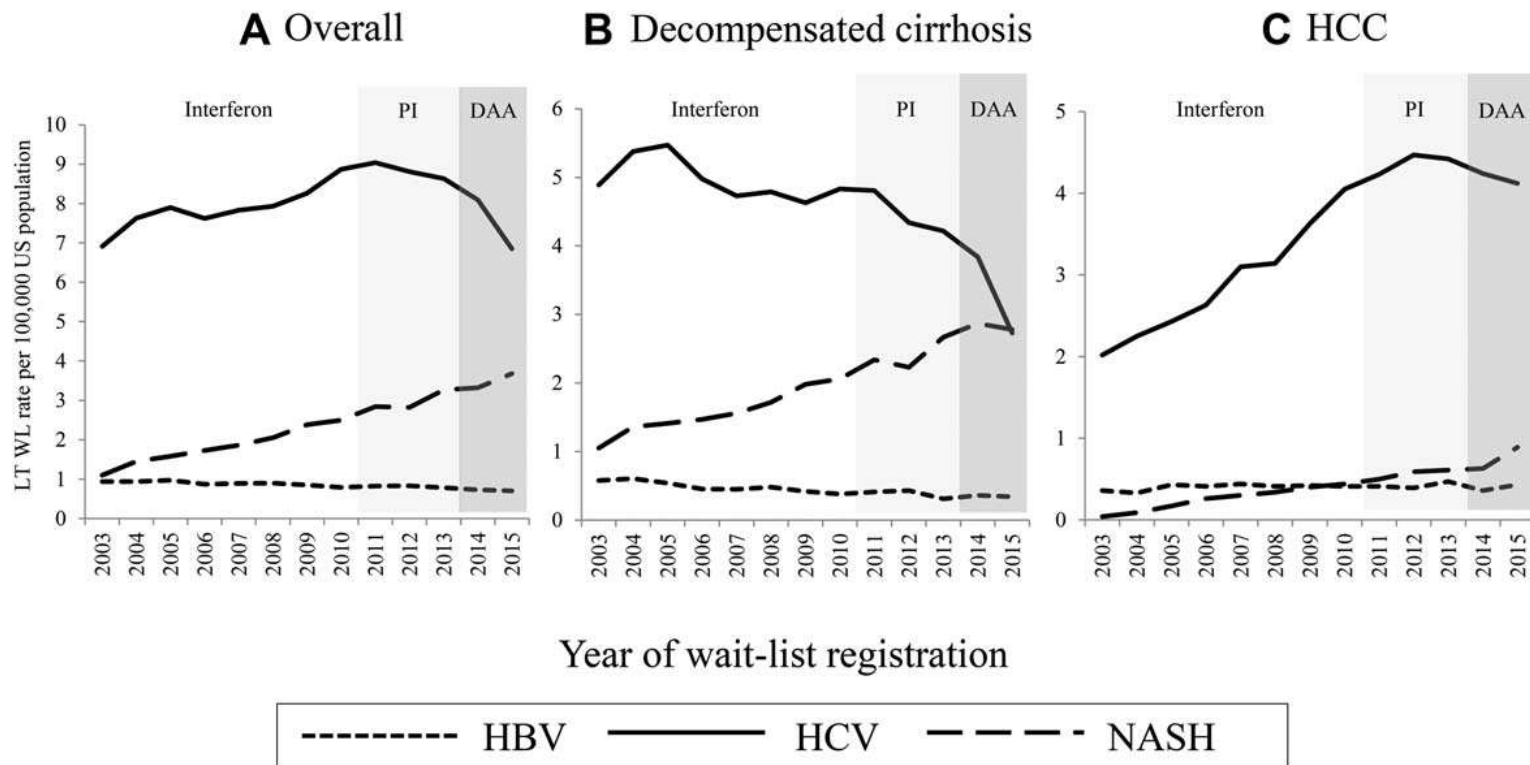 A Overall
B Decompensated cirrhosis
C HCC
LT WL rate per 100,000 US population
Interferon PI DAA
10
9
8
7
6
5
4
3
2
1
0
2003 2004 2005 2006 2007 2008 2009 2010 2011 2012 2013 2014 2015
Interferon PI DAA
6
5
4
3
2
1
0
2003 2004 2005 2006 2007 2008 2009 2010 2011 2012 2013 2014 2015
Interferon PI DAA
5
4
3
2
1
0
2003 2004 2005 2006 2007 2008 2009 2010 2011 2012 2013 2014 2015
Year of wait-list registration
HBV HCV NASH